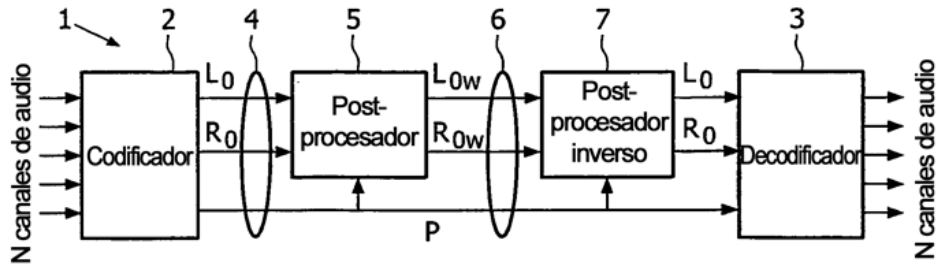 1
2
4
5
6
7
3
N canales de audio
Codificador
L0
R0
Post-
procesador
L0w
R0w
Post-
procesador
inverso
L0
R0
Decodificador
N canales de audio
P